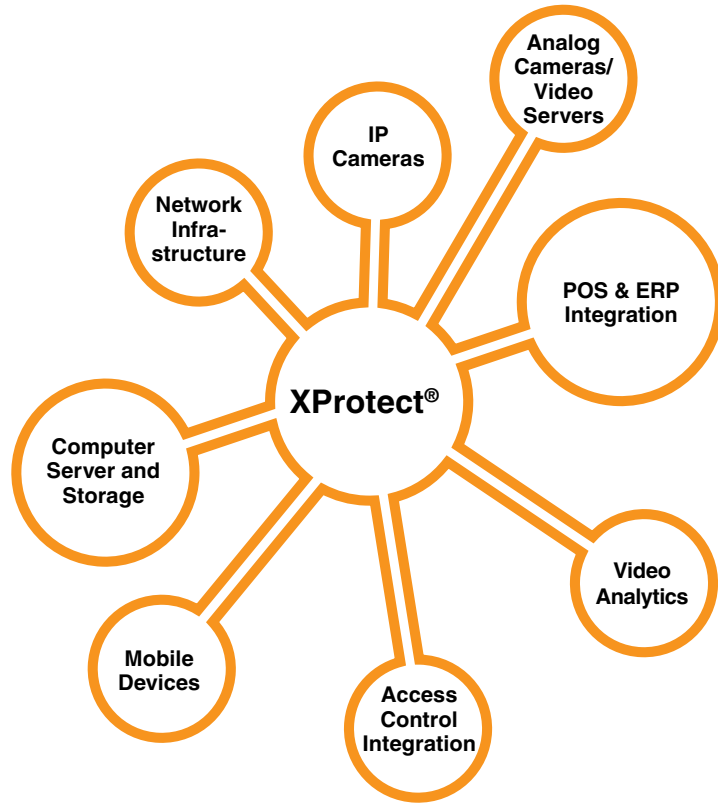 Analog
Cameras/
Video
Servers
IP
Cameras
Network
Infra-
structure
POS & ERP
Integration
XProtect®
Computer
Server and
Storage
Video
Analytics
Mobile
Devices
Access
Control
Integration